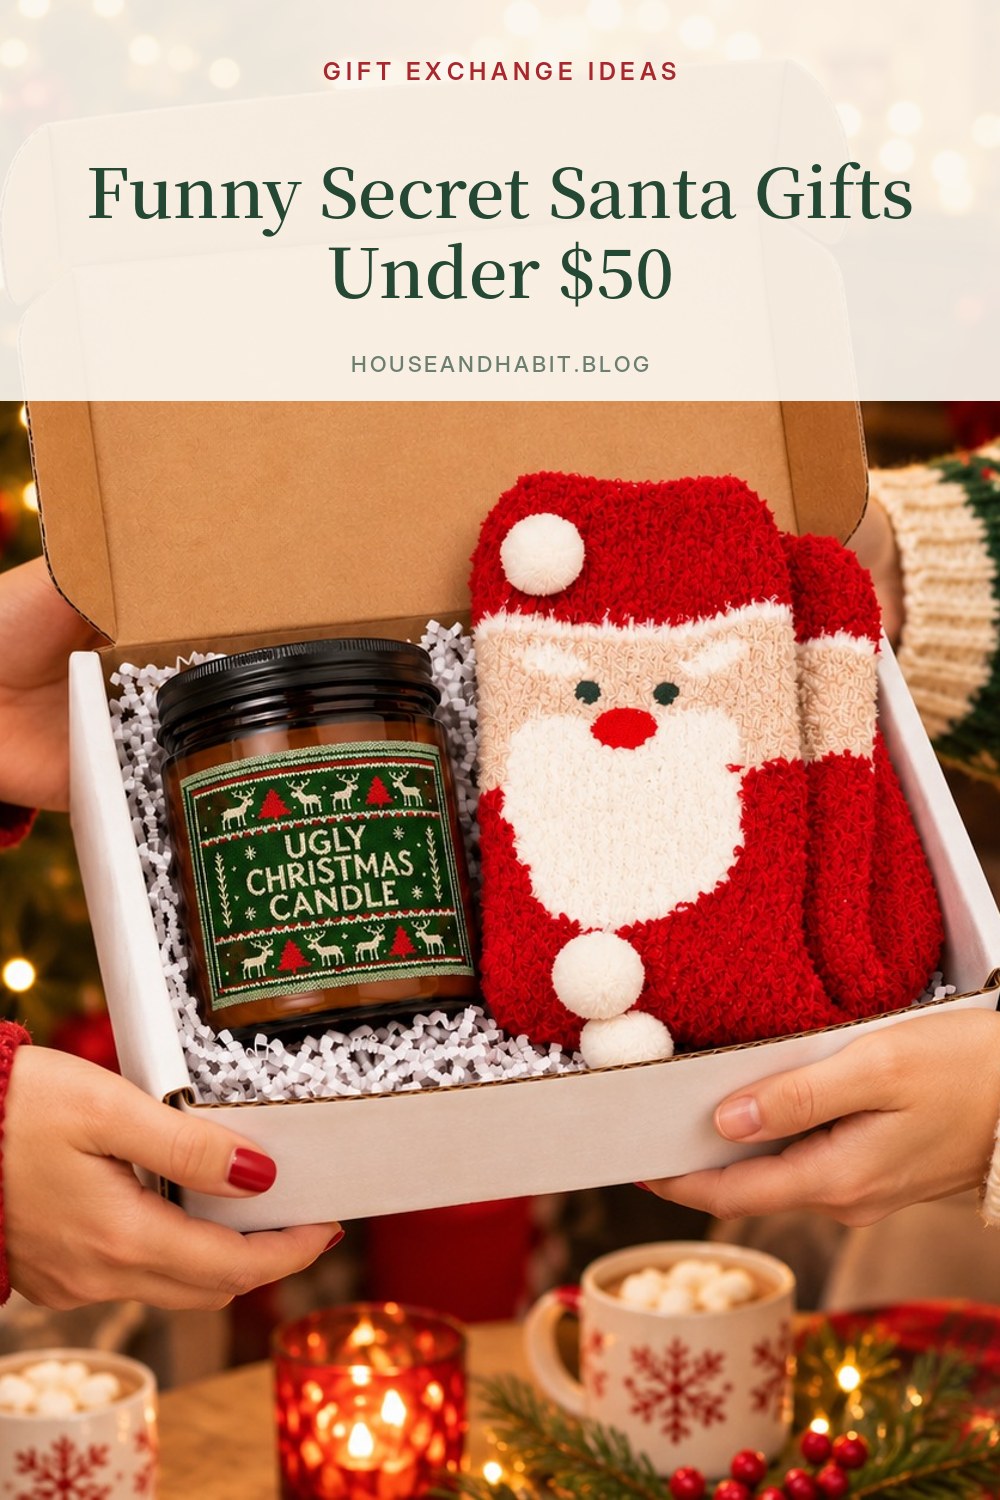 GIFT EXCHANGE IDEAS
Funny Secret Santa Gifts
Under $50
HOUSEANDHABIT.BLOG
UGLY
CHRISTMAS
CANDLE